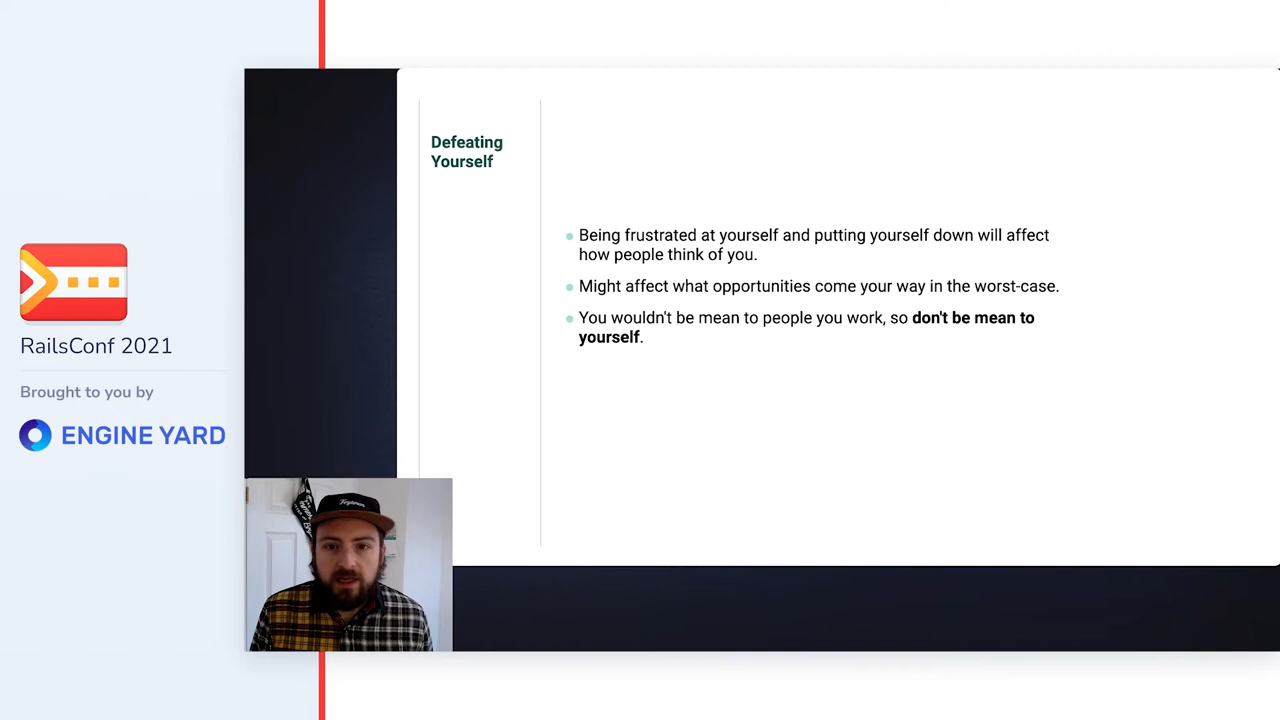 RailsConf 2021
Brought to you by
ENGINE YARD
Defeating
Yourself
Being frustrated at yourself and putting yourself down will affect
how people think of you.
Might affect what opportunities come your way in the worst-case.
You wouldn't be mean to people you work, so don't be mean to
yourself.